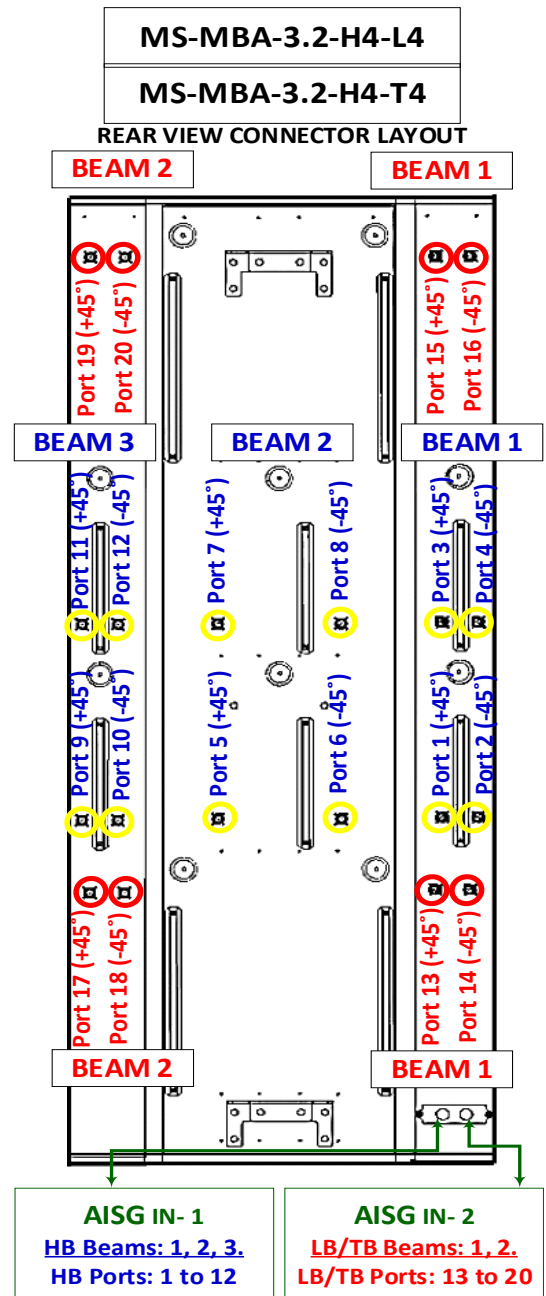 MS-MBA-3.2-H4-L4
MS-MBA-3.2-H4-T4
REAR VIEW CONNECTOR LAYOUT
BEAM 2
BEAM 1
Port 19 (+45°)
Port 20 (-45°)
Port 15 (+45°)
Port 16 (-45°)
BEAM 3
BEAM 2
BEAM 1
Port 11 (+45°)
Port 12 (-45°)
Port 7 (+45°)
Port 8 (-45°)
Port 3 (+45°)
Port 4 (-45°)
Port 9 (+45°)
Port 10 (-45°)
Port 5 (+45°)
Port 6 (-45°)
Port 1 (+45°)
Port 2 (-45°)
Port 17 (+45°)
Port 18 (-45°)
Port 13 (+45°)
Port 14 (-45°)
BEAM 2
BEAM 1
AISG IN- 1
HB Beams: 1, 2, 3.
HB Ports: 1 to 12
AISG IN- 2
LB/TB Beams: 1, 2.
LB/TB Ports: 13 to 20